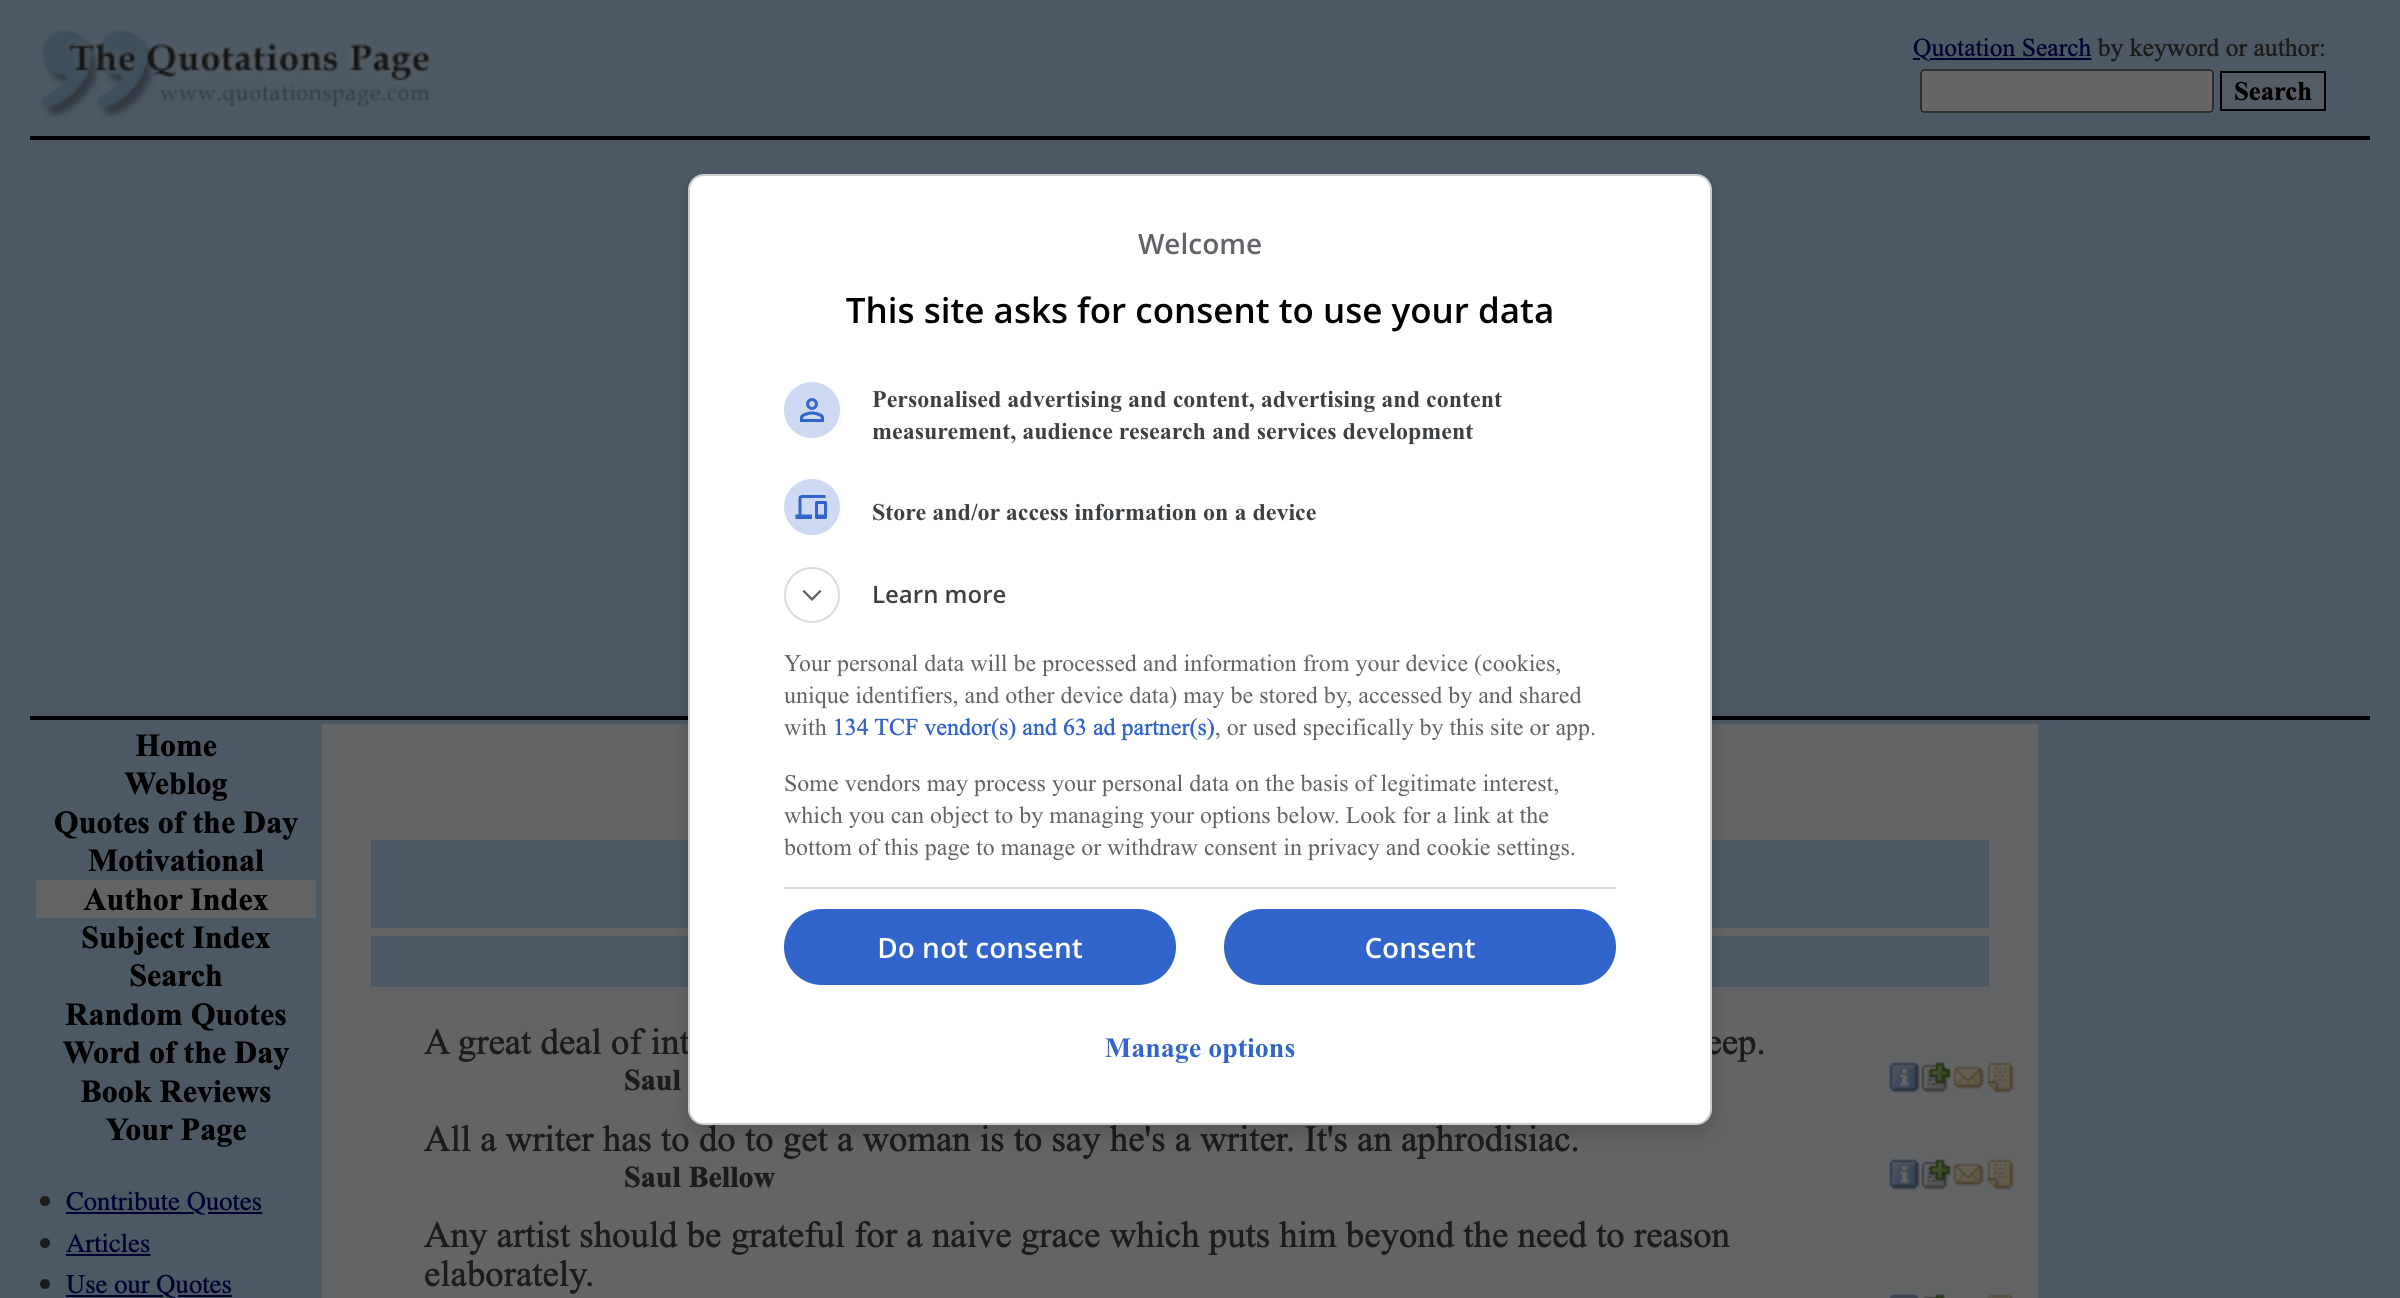 The Quotations Page
www.quotationspage.com
Quotation Search by keyword or author:
Search
Welcome
This site asks for consent to use your data
Personalised advertising and content, advertising and content
measurement, audience research and services development
Store and/or access information on a device
Learn more
Your personal data will be processed and information from your device (cookies,
unique identifiers, and other device data) may be stored by, accessed by and shared
with 134 TCF vendor(s) and 63 ad partner(s), or used specifically by this site or app.
Some vendors may process your personal data on the basis of legitimate interest,
which you can object to by managing your options below. Look for a link at the
bottom of this page to manage or withdraw consent in privacy and cookie settings.
Do not consent
Consent
Manage options
Home
Weblog
Quotes of the Day
Motivational
Author Index
Subject Index
Search
Random Quotes
Word of the Day
Book Reviews
Your Page
Contribute Quotes
Articles
Use our Quotes
A great deal of
Saul
All a writer has to do to get a woman is to say he's a writer. It's an aphrodisiac.
Saul Bellow
Any artist should be grateful for a naive grace which puts him beyond the need to reason
elaborately.